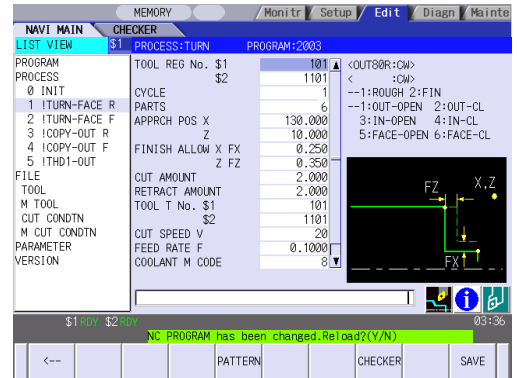 MEMORY Monitr Setup Edit Diagn Mainte
NAVI MAIN CHECKER
LIST VIEW $1 PROCESS:TURN PROGRAM:2003
PROGRAM
PROCESS
0 INIT
1 !TURN-FACE R
2 !TURN-FACE F
3 !COPY-OUT R
4 !COPY-OUT F
5 !THD1-OUT
FILE
TOOL
M TOOL
CUT CONDTN
M CUT CONDTN
PARAMETER
VERSION
TOOL REG No. $1 101
$2 1101
CYCLE 1
PARTS 6
APPRCH POS X 130.000
Z 10.000
FINISH ALLOW X FX 0.250
Z FZ 0.350
CUT AMOUNT 2.000
RETRACT AMOUNT 2.000
TOOL T No. $1 101
$2 1101
CUT SPEED V 20
FEED RATE F 0.1000
COOLANT M CODE 8
<OUT80R:CW>
< :CW>
--1:ROUGH 2:FIN
--1:OUT-OPEN 2:OUT-CL
3:IN-OPEN 4:IN-CL
5:FACE-OPEN 6:FACE-CL
FZ X,Z
FX
$1 RDY $2 RDY 03:36
NC PROGRAM has been changed.Reload?(Y/N)
<-- PATTERN CHECKER SAVE